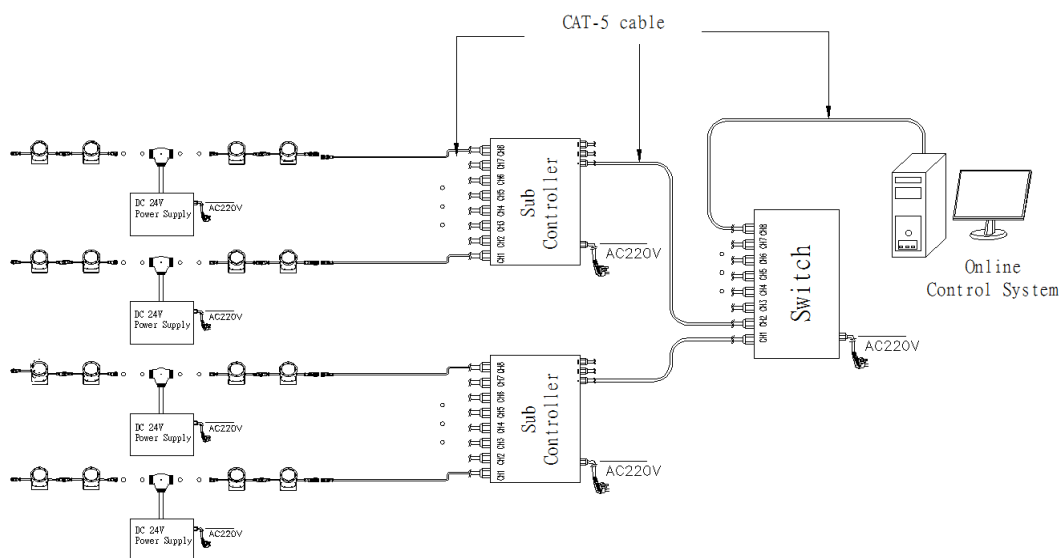 CAT-5 cable
DC 24V
Power Supply
AC220V
CH8
CH7
CH6
CH5
CH4
CH3
CH2
CH1
Sub
Controller
AC220V
DC 24V
Power Supply
AC220V
CH8
CH7
CH6
CH5
CH4
CH3
CH2
CH1
Switch
AC220V
Online
Control System
DC 24V
Power Supply
AC220V
CH8
CH7
CH6
CH5
CH4
CH3
CH2
CH1
Sub
Controller
AC220V
DC 24V
Power Supply
AC220V